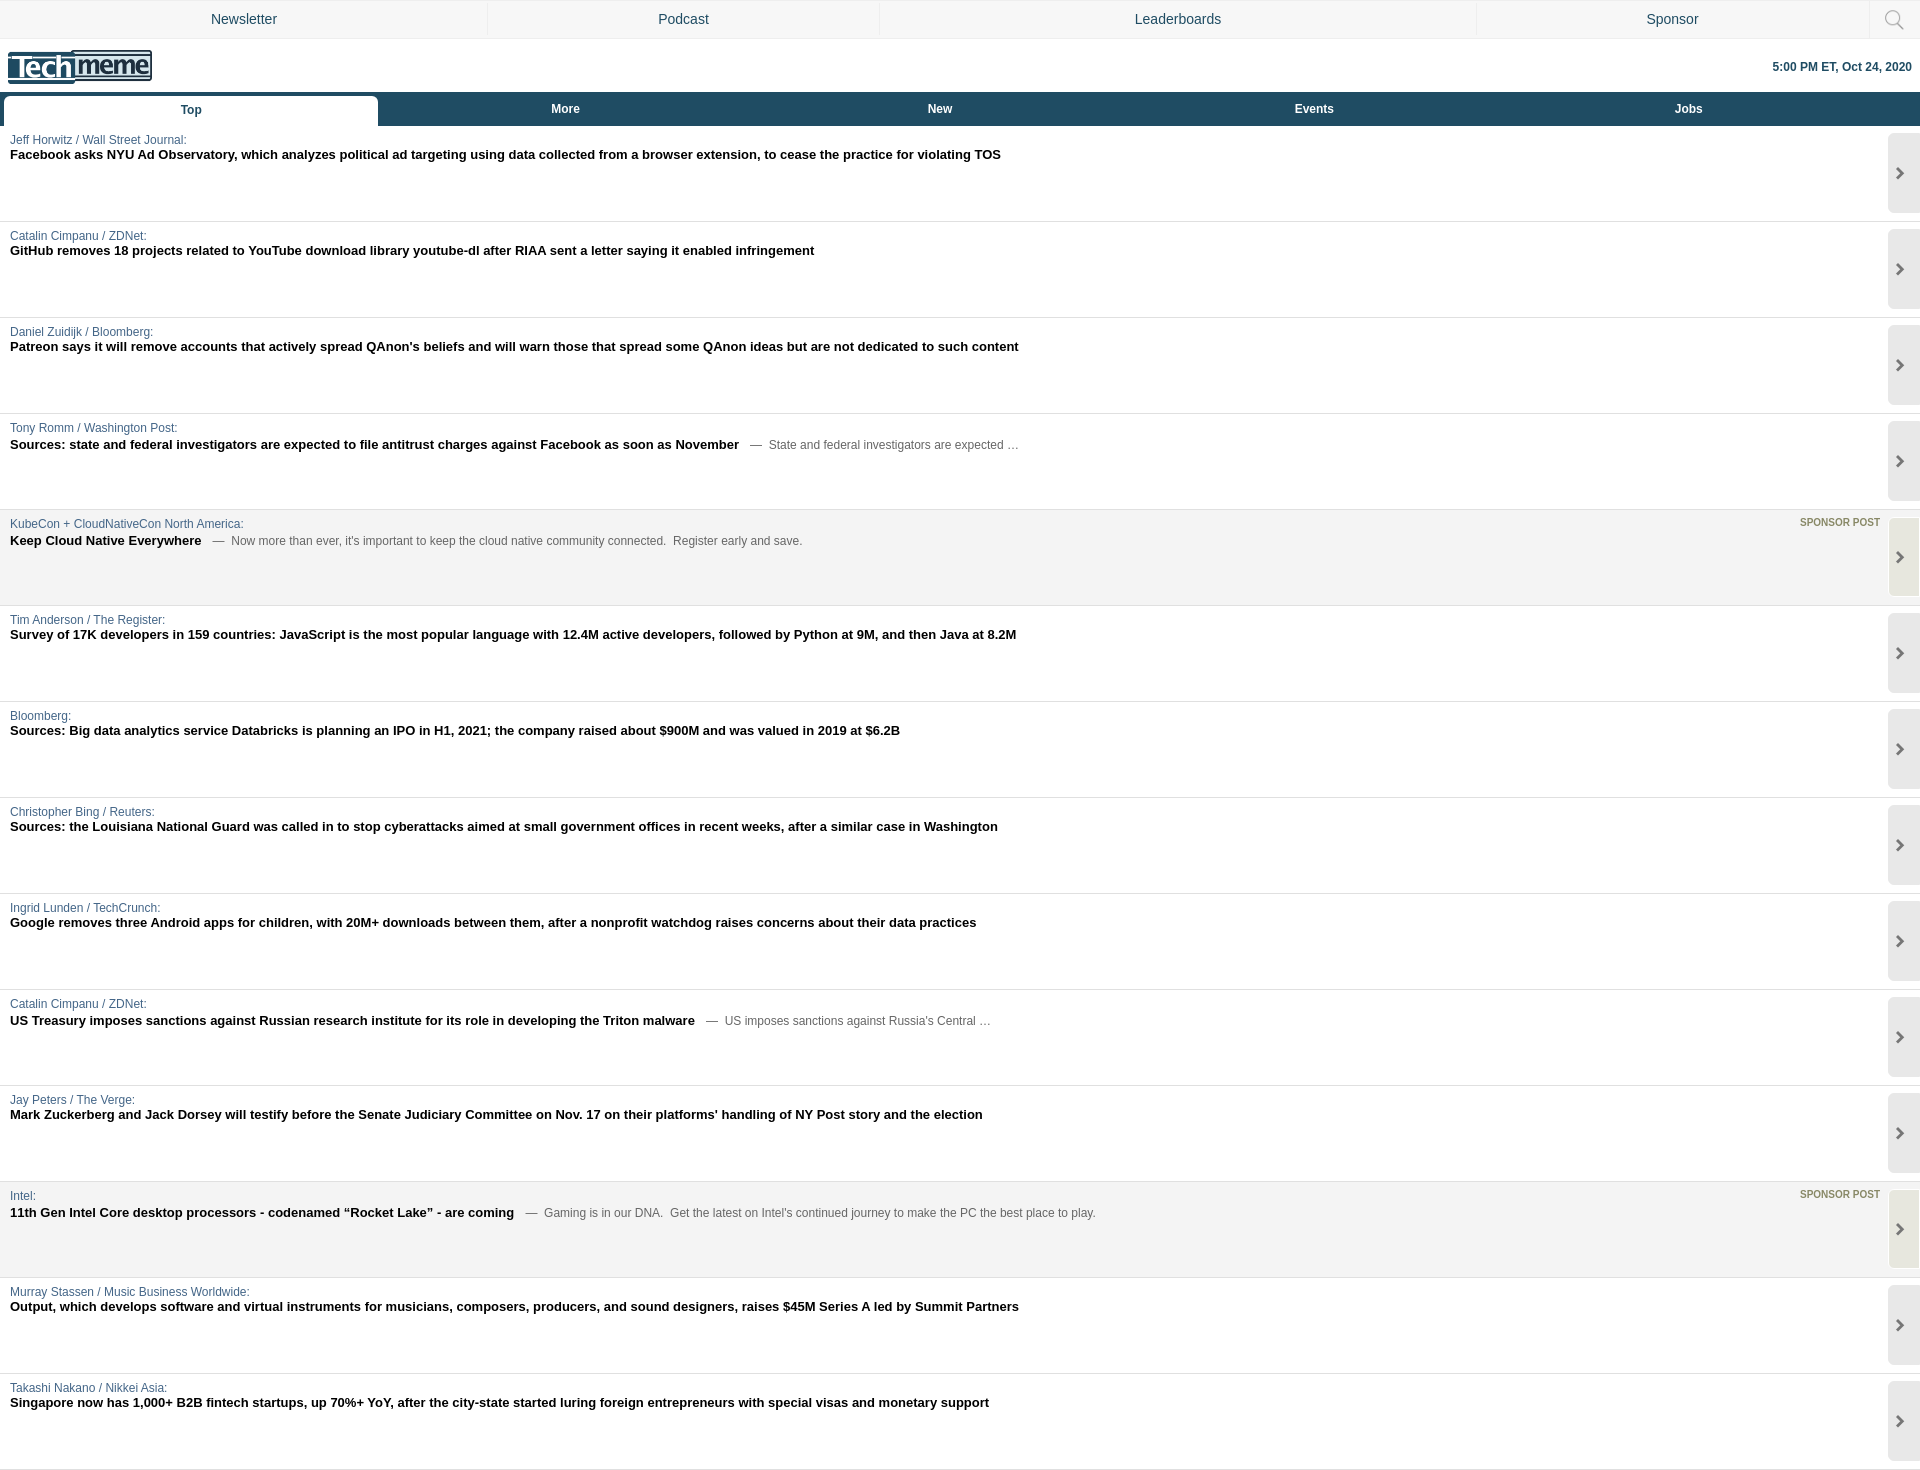 Newsletter Podcast Leaderboards Sponsor
Techmeme 5:00 PM ET, Oct 24, 2020
Top More New Events Jobs
Jeff Horwitz / Wall Street Journal:
Facebook asks NYU Ad Observatory, which analyzes political ad targeting using data collected from a browser extension, to cease the practice for violating TOS
Catalin Cimpanu / ZDNet:
GitHub removes 18 projects related to YouTube download library youtube-dl after RIAA sent a letter saying it enabled infringement
Daniel Zuidijk / Bloomberg:
Patreon says it will remove accounts that actively spread QAnon's beliefs and will warn those that spread some QAnon ideas but are not dedicated to such content
Tony Romm / Washington Post:
Sources: state and federal investigators are expected to file antitrust charges against Facebook as soon as November — State and federal investigators are expected …
KubeCon + CloudNativeCon North America: SPONSOR POST
Keep Cloud Native Everywhere — Now more than ever, it's important to keep the cloud native community connected. Register early and save.
Tim Anderson / The Register:
Survey of 17K developers in 159 countries: JavaScript is the most popular language with 12.4M active developers, followed by Python at 9M, and then Java at 8.2M
Bloomberg:
Sources: Big data analytics service Databricks is planning an IPO in H1, 2021; the company raised about $900M and was valued in 2019 at $6.2B
Christopher Bing / Reuters:
Sources: the Louisiana National Guard was called in to stop cyberattacks aimed at small government offices in recent weeks, after a similar case in Washington
Ingrid Lunden / TechCrunch:
Google removes three Android apps for children, with 20M+ downloads between them, after a nonprofit watchdog raises concerns about their data practices
Catalin Cimpanu / ZDNet:
US Treasury imposes sanctions against Russian research institute for its role in developing the Triton malware — US imposes sanctions against Russia's Central …
Jay Peters / The Verge:
Mark Zuckerberg and Jack Dorsey will testify before the Senate Judiciary Committee on Nov. 17 on their platforms' handling of NY Post story and the election
Intel: SPONSOR POST
11th Gen Intel Core desktop processors - codenamed “Rocket Lake” - are coming — Gaming is in our DNA. Get the latest on Intel's continued journey to make the PC the best place to play.
Murray Stassen / Music Business Worldwide:
Output, which develops software and virtual instruments for musicians, composers, producers, and sound designers, raises $45M Series A led by Summit Partners
Takashi Nakano / Nikkei Asia:
Singapore now has 1,000+ B2B fintech startups, up 70%+ YoY, after the city-state started luring foreign entrepreneurs with special visas and monetary support